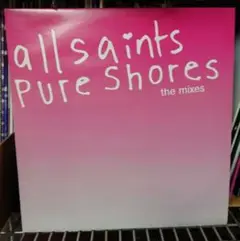 all saints
pure shores
the mixes